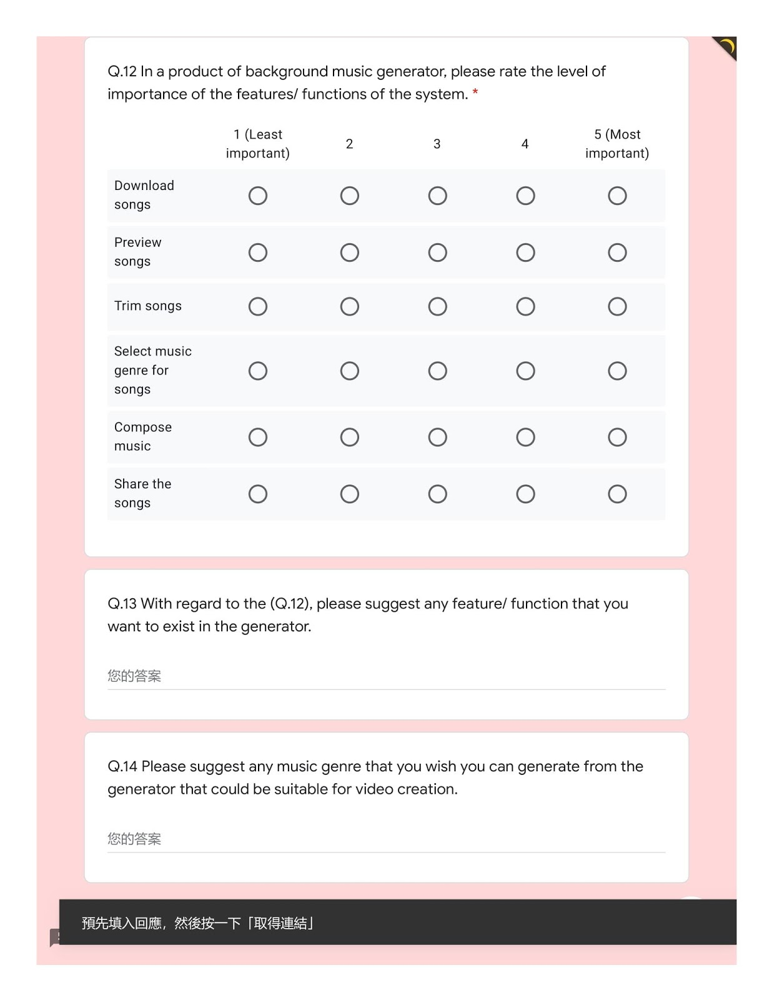 Q.12 In a product of background music generator, please rate the level of
importance of the features/ functions of the system. *
1 (Least
important)
2
3
4
5 (Most
important)
Download
songs
Preview
songs
Trim songs
Select music
genre for
songs
Compose
music
Share the
songs
Q.13 With regard to the (Q.12), please suggest any feature/ function that you
want to exist in the generator.
您的答案
Q.14 Please suggest any music genre that you wish you can generate from the
generator that could be suitable for video creation.
您的答案
預先填入回應，然後按一下「取得連結」